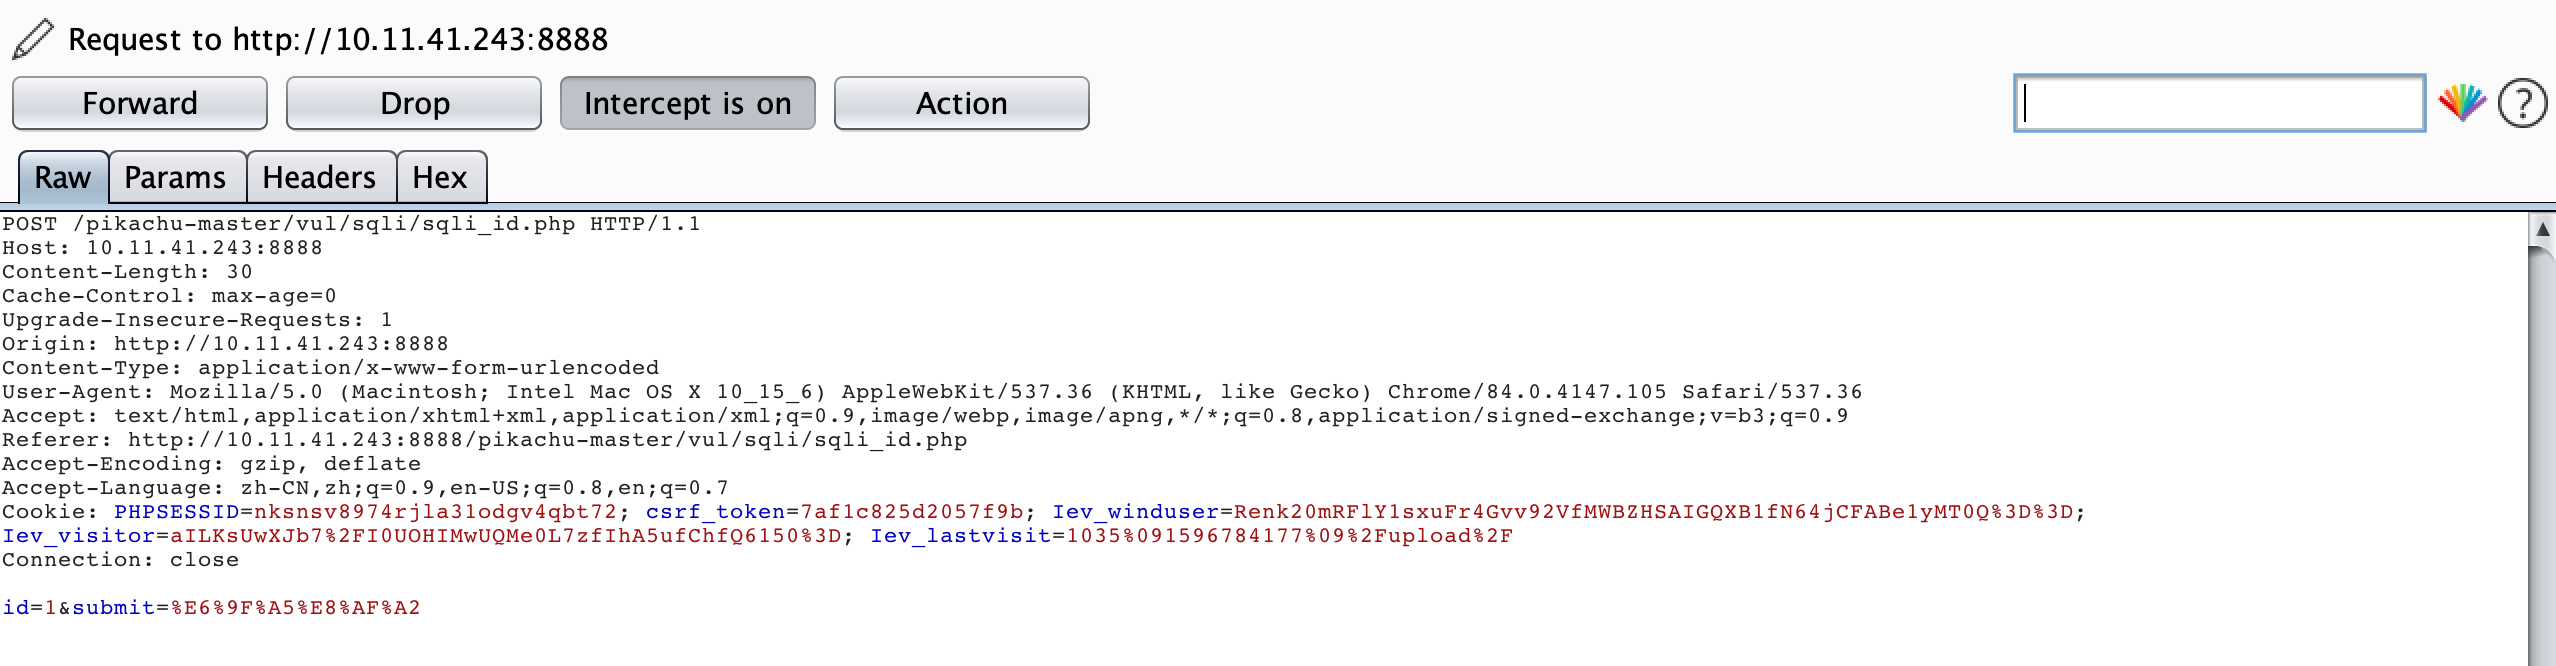 Request to http://10.11.41.243:8888
Forward Drop Intercept is on Action ?
Raw Params Headers Hex
POST /pikachu-master/vul/sqli/sqli_id.php HTTP/1.1
Host: 10.11.41.243:8888
Content-Length: 30
Cache-Control: max-age=0
Upgrade-Insecure-Requests: 1
Origin: http://10.11.41.243:8888
Content-Type: application/x-www-form-urlencoded
User-Agent: Mozilla/5.0 (Macintosh; Intel Mac OS X 10_15_6) AppleWebKit/537.36 (KHTML, like Gecko) Chrome/84.0.4147.105 Safari/537.36
Accept: text/html,application/xhtml+xml,application/xml;q=0.9,image/webp,image/apng,*/*;q=0.8,application/signed-exchange;v=b3;q=0.9
Referer: http://10.11.41.243:8888/pikachu-master/vul/sqli/sqli_id.php
Accept-Encoding: gzip, deflate
Accept-Language: zh-CN,zh;q=0.9,en-US;q=0.8,en;q=0.7
Cookie: PHPSESSID=nksnsv8974rjla31odgv4qbt72; csrf_token=7af1c825d2057f9b; Iev_winduser=Renk20mRFlY1sxuFr4Gvv92VfMWBZHSAIGQXB1fN64jCFABe1yMT0Q%3D%3D;
Iev_visitor=aILKsUwXJb7%2FI0UOHIMwUQMe0L7zfIhA5ufChfQ6150%3D; Iev_lastvisit=1035%091596784177%09%2Fupload%2F
Connection: close
id=1&submit=%E6%9F%A5%E8%AF%A2